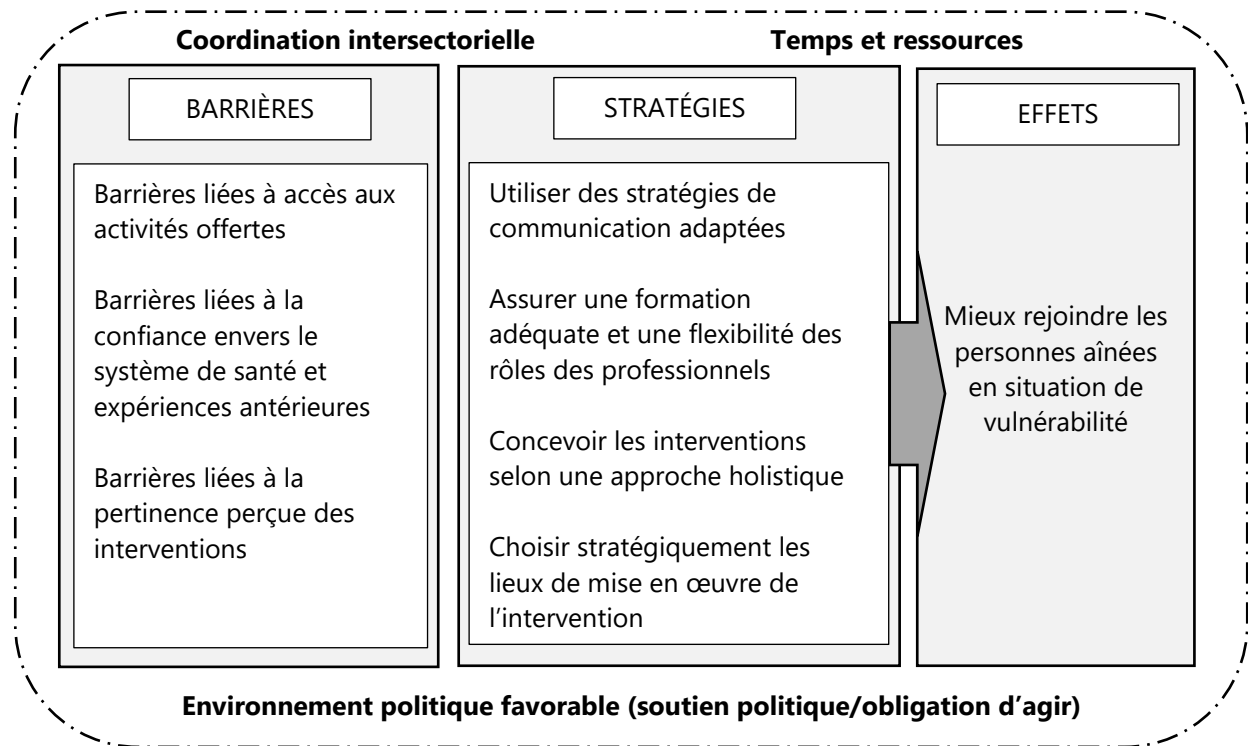 Coordination intersectorielle
Temps et ressources
BARRIÈRES
Barrières liées à accès aux
activités offertes
Barrières liées à la
confiance envers le
système de santé et
expériences antérieures
Barrières liées à la
pertinence perçue des
interventions
STRATÉGIES
Utiliser des stratégies de
communication adaptées
Assurer une formation
adéquate et une flexibilité des
rôles des professionnels
Concevoir les interventions
selon une approche holistique
Choisir stratégiquement les
lieux de mise en œuvre de
l’intervention
EFFETS
Mieux rejoindre les
personnes aînées
en situation de
vulnérabilité
Environnement politique favorable (soutien politique/obligation d’agir)